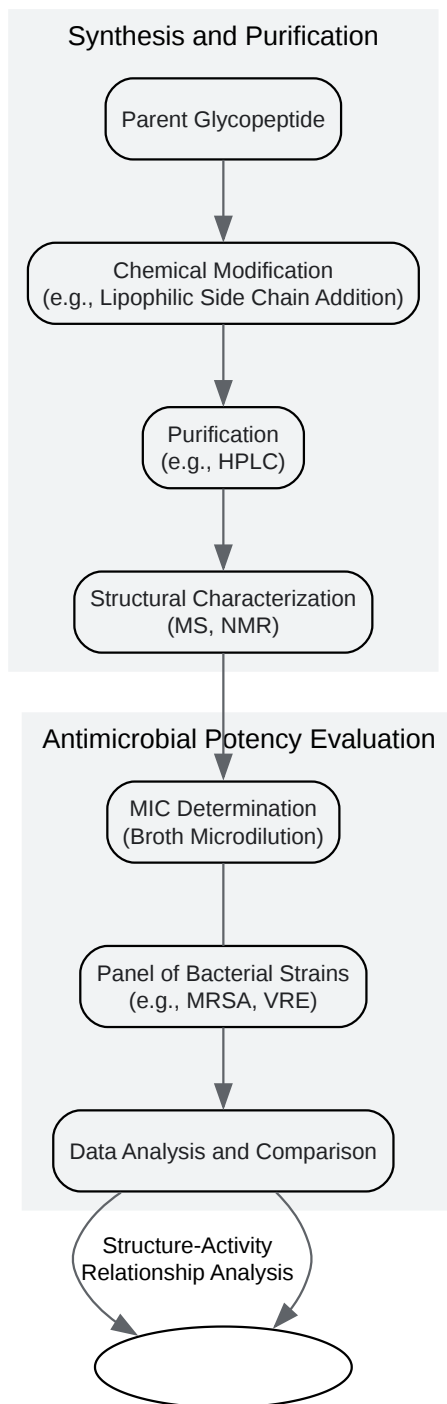 Synthesis and Purification
Parent Glycopeptide
Chemical Modification
(e.g., Lipophilic Side Chain Addition)
Purification
(e.g., HPLC)
Structural Characterization
(MS, NMR)
Antimicrobial Potency Evaluation
MIC Determination
(Broth Microdilution)
Panel of Bacterial Strains
(e.g., MRSA, VRE)
Data Analysis and Comparison
Structure-Activity
Relationship Analysis